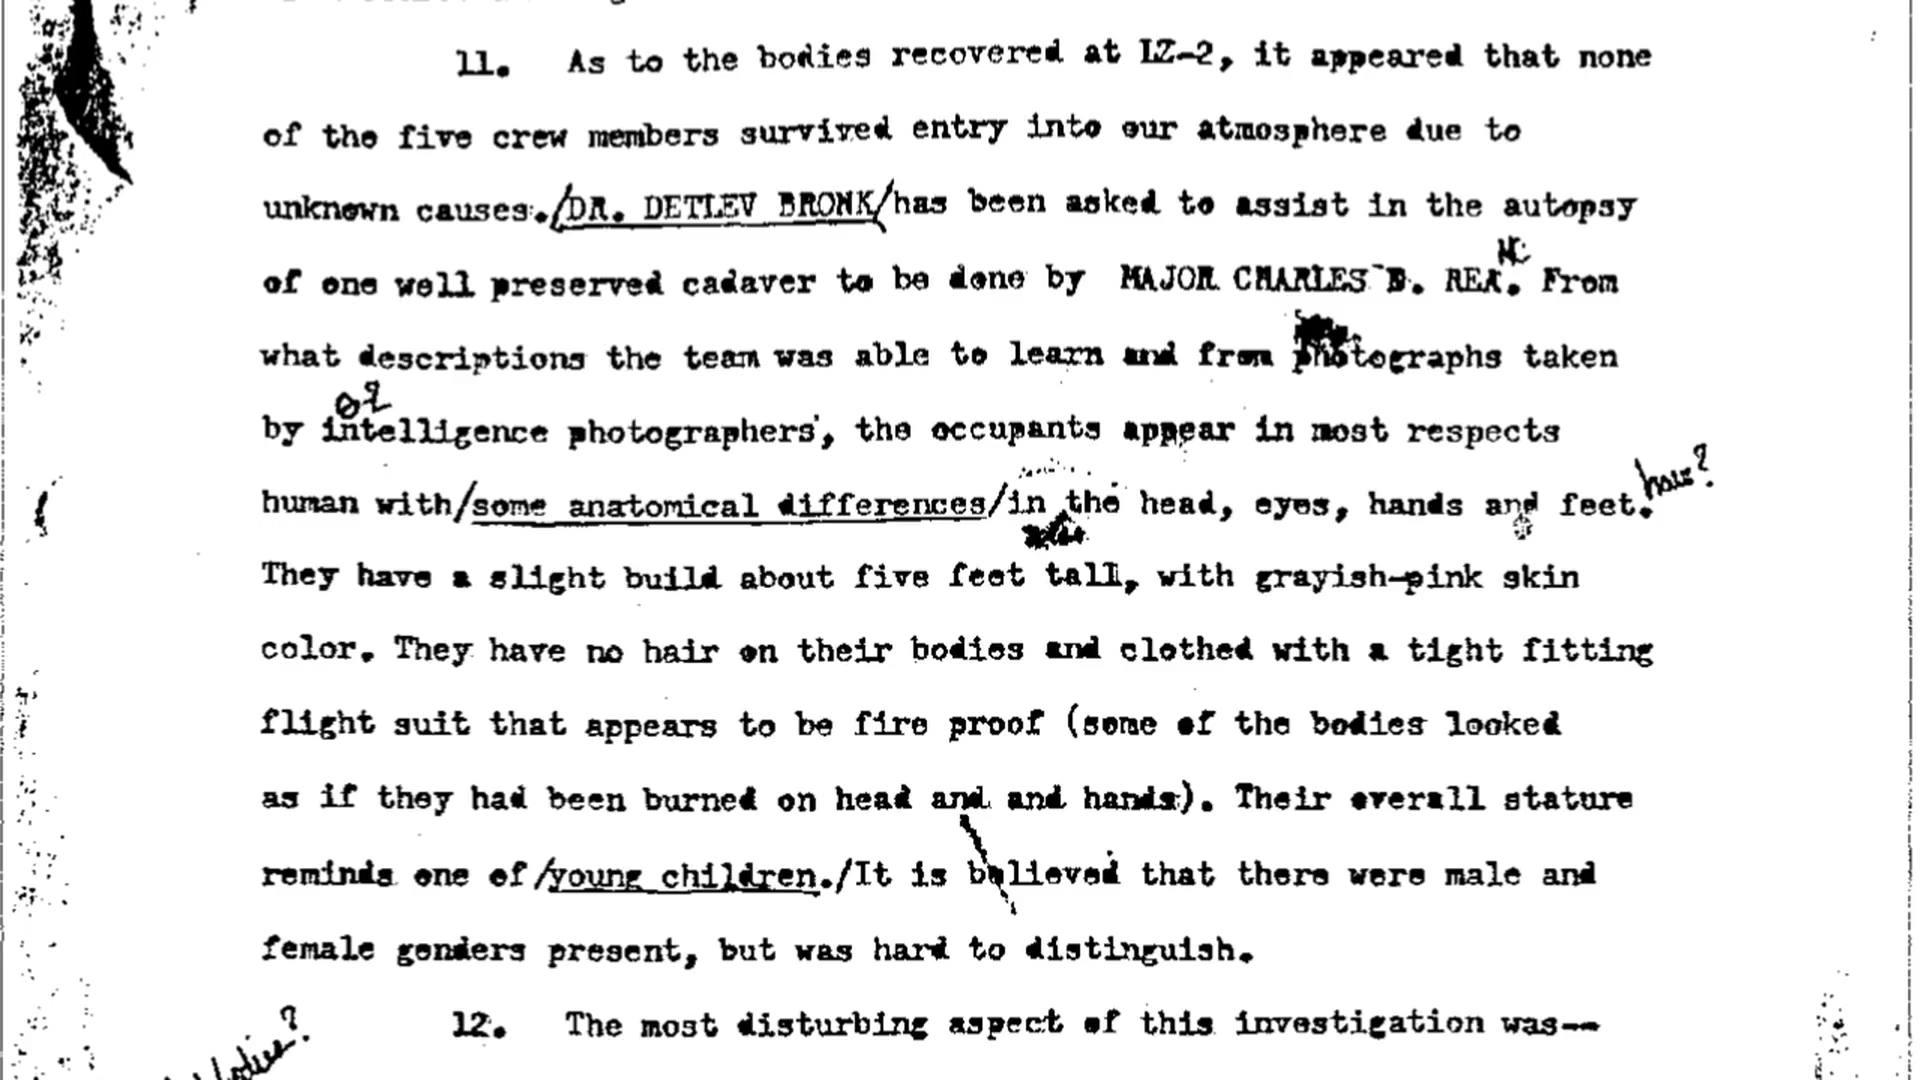 11. As to the bodies recovered at LZ-2, it appeared that none
of the five crew members survived entry into our atmosphere due to
unknown causes./DR. DETLEV BRONK/has been asked to assist in the autopsy
of one well preserved cadaver to be done by MAJOR CHARLES B. REA. From
what descriptions the team was able to learn and from photographs taken
by intelligence photographers, the occupants appear in most respects
human with/some anatomical differences/in the head, eyes, hands and feet.
They have a slight build about five feet tall, with grayish-pink skin
color. They have no hair on their bodies and clothed with a tight fitting
flight suit that appears to be fire proof (some of the bodies looked
as if they had been burned on head and and hands). Their overall stature
reminds one of/young children./It is believed that there were male and
female genders present, but was hard to distinguish.
12. The most disturbing aspect of this investigation was--
bodies?